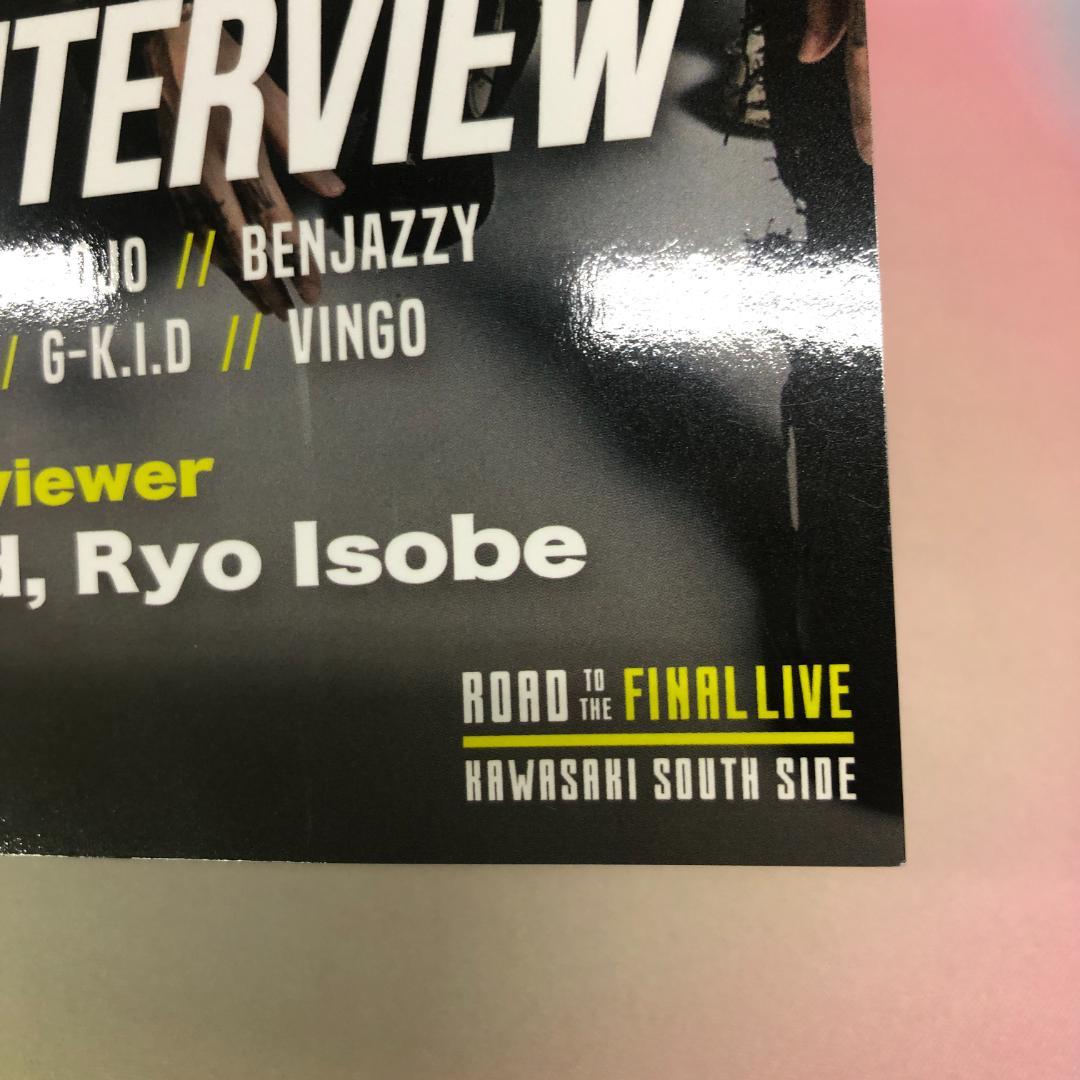 TERVIEW
OJO // BENJAZZY
/ G-K.I.D // VINGO
viewer
d, Ryo Isobe
ROAD TO THE FINAL LIVE
KAWASAKI SOUTH SIDE